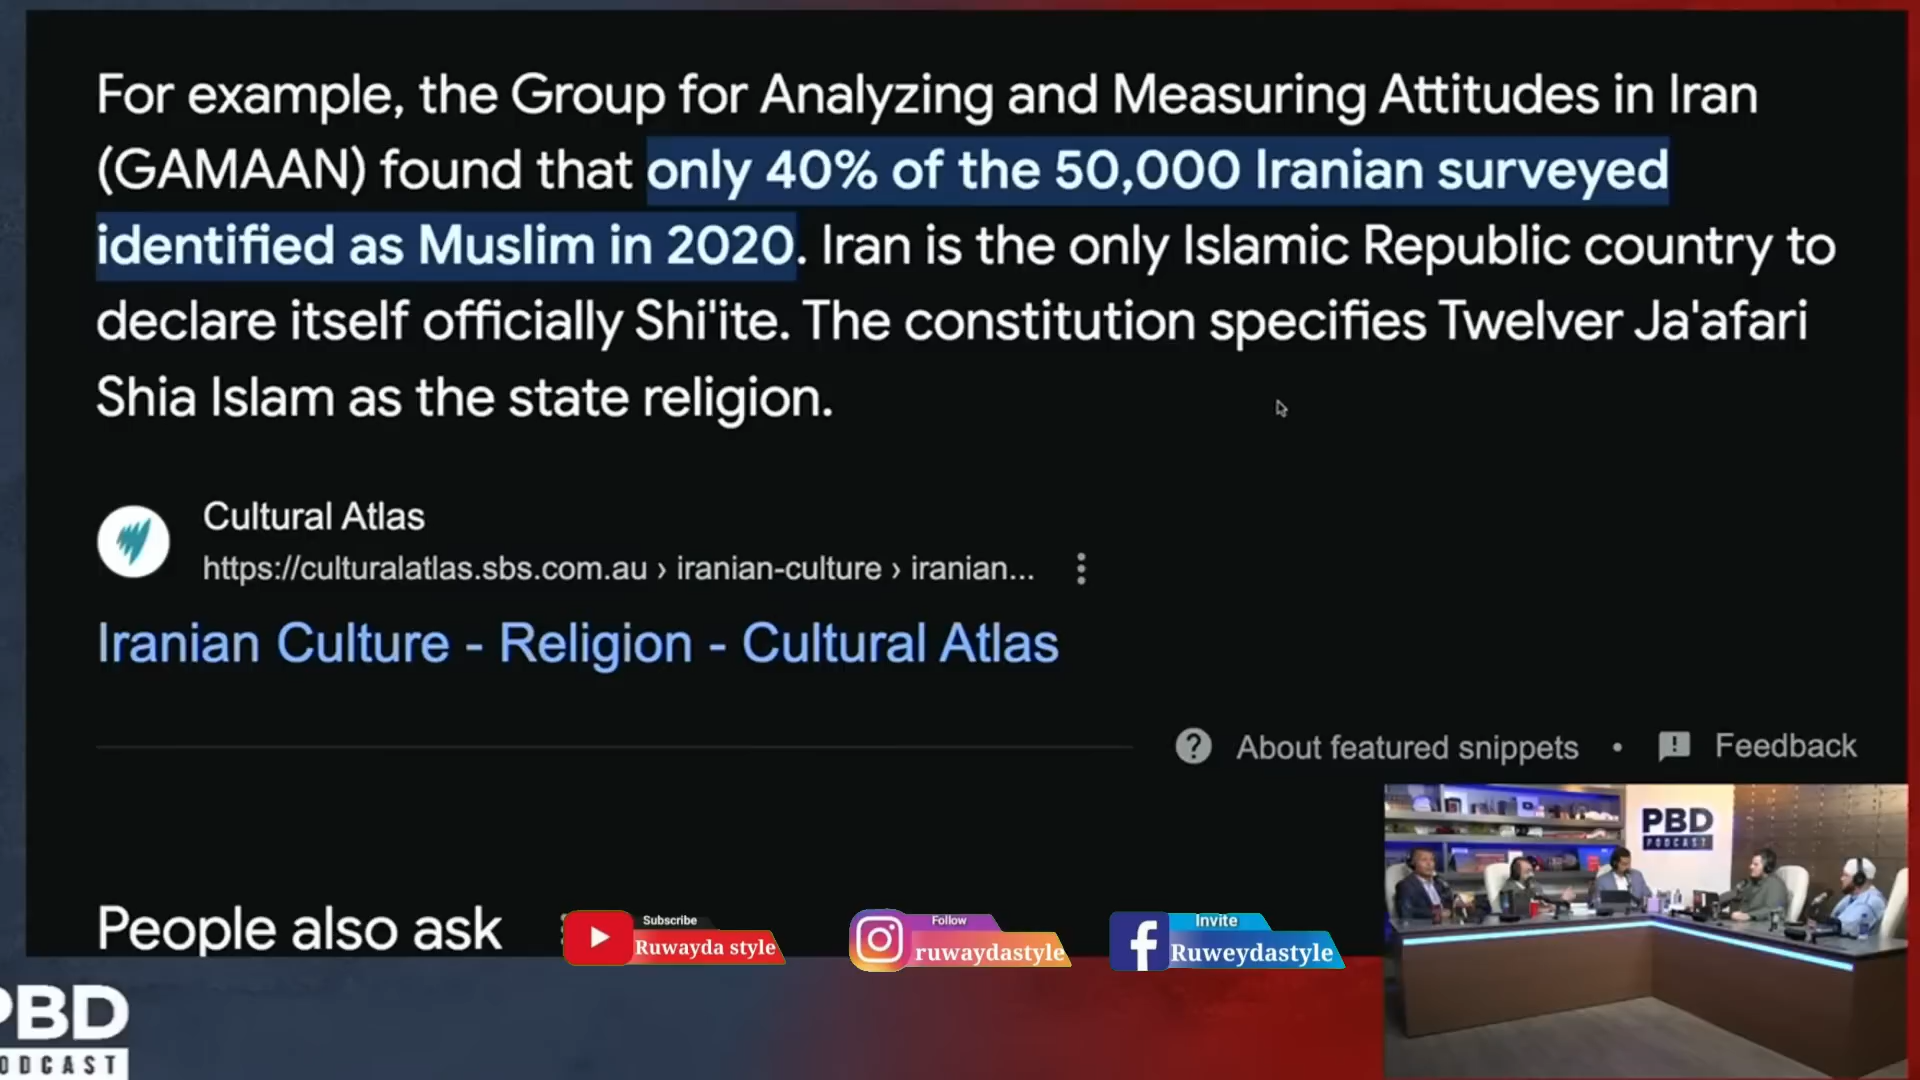 For example, the Group for Analyzing and Measuring Attitudes in Iran
(GAMAAN) found that only 40% of the 50,000 Iranian surveyed
identified as Muslim in 2020. Iran is the only Islamic Republic country to
declare itself officially Shi'ite. The constitution specifies Twelver Ja'afari
Shia Islam as the state religion.
Cultural Atlas
https://culturalatlas.sbs.com.au › iranian-culture › iranian...
Iranian Culture - Religion - Cultural Atlas
? About featured snippets • Feedback
PBD
PODCAST
People also ask
Subscribe
Ruwayda style
Follow
ruwaydastyle
Invite
Ruweydastyle
PBD
ODCAST